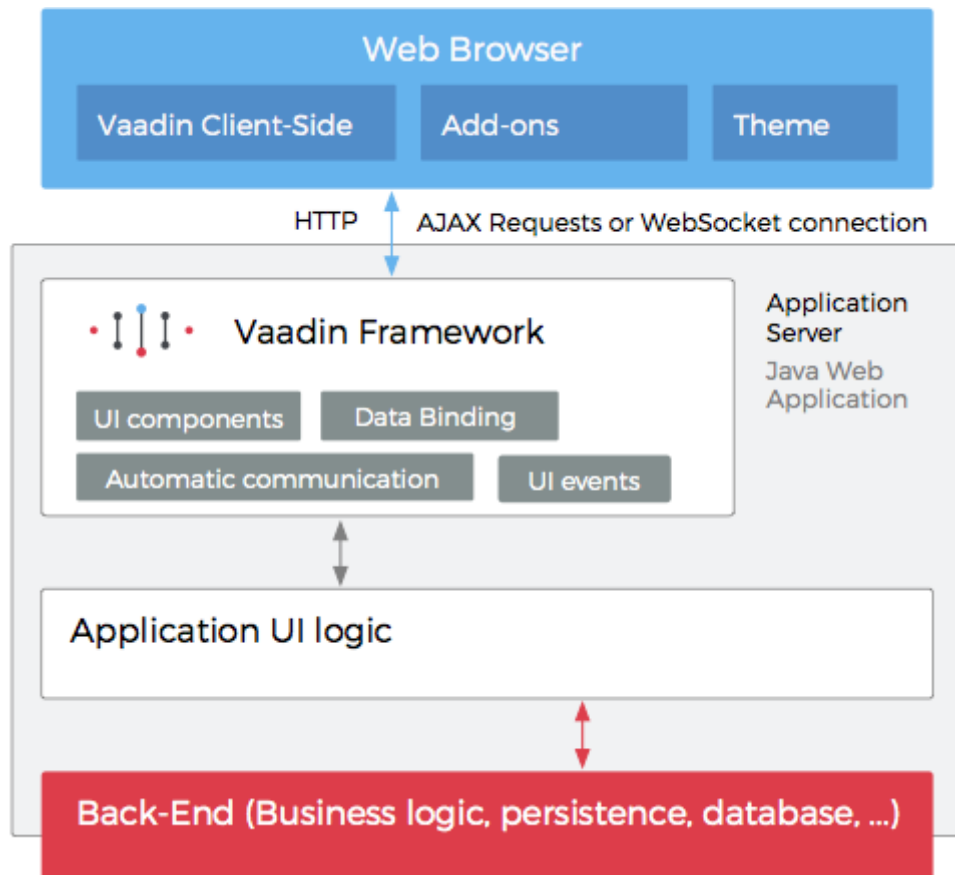 Web Browser
Vaadin Client-Side
Add-ons
Theme
HTTP
AJAX Requests or WebSocket connection
Vaadin Framework
Application
Server
Java Web
Application
UI components
Data Binding
Automatic communication
UI events
Application UI logic
Back-End (Business logic, persistence, database, ...)